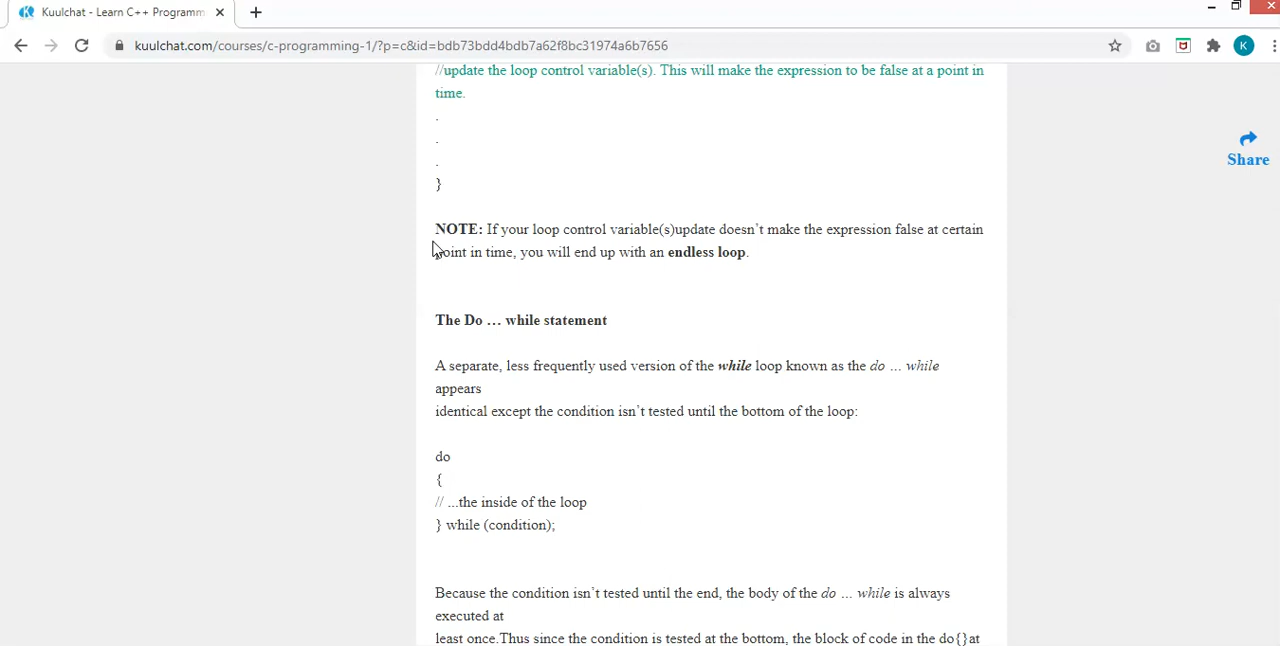 Kuulchat - Learn C++ Programm
kuulchat.com/courses/c-programming-1/?p=c&id=bdb73bdd4bdb7a62f8bc31974a6b7656
K
//update the loop control variable(s). This will make the expression to be false at a point in
time.
.
.
.
}
Share
NOTE: If your loop control variable(s)update doesn't make the expression false at certain
point in time, you will end up with an endless loop.
The Do … while statement
A separate, less frequently used version of the while loop known as the do … while
appears
identical except the condition isn't tested until the bottom of the loop:
do
{
// ...the inside of the loop
} while (condition);
Because the condition isn't tested until the end, the body of the do … while is always
executed at
least once.Thus since the condition is tested at the bottom, the block of code in the do{}at